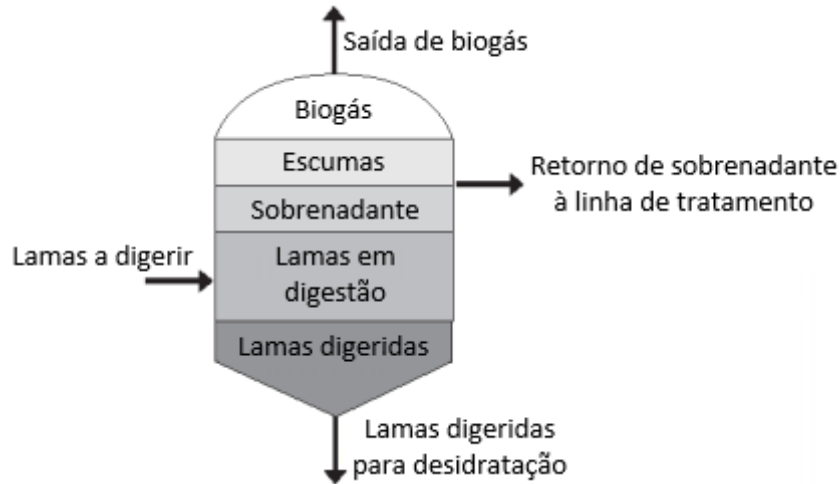 Saída de biogás
Biogás
Escumas
Retorno de sobrenadante
à linha de tratamento
Sobrenadante
Lamas a digerir
Lamas em
digestão
Lamas digeridas
Lamas digeridas
para desidratação